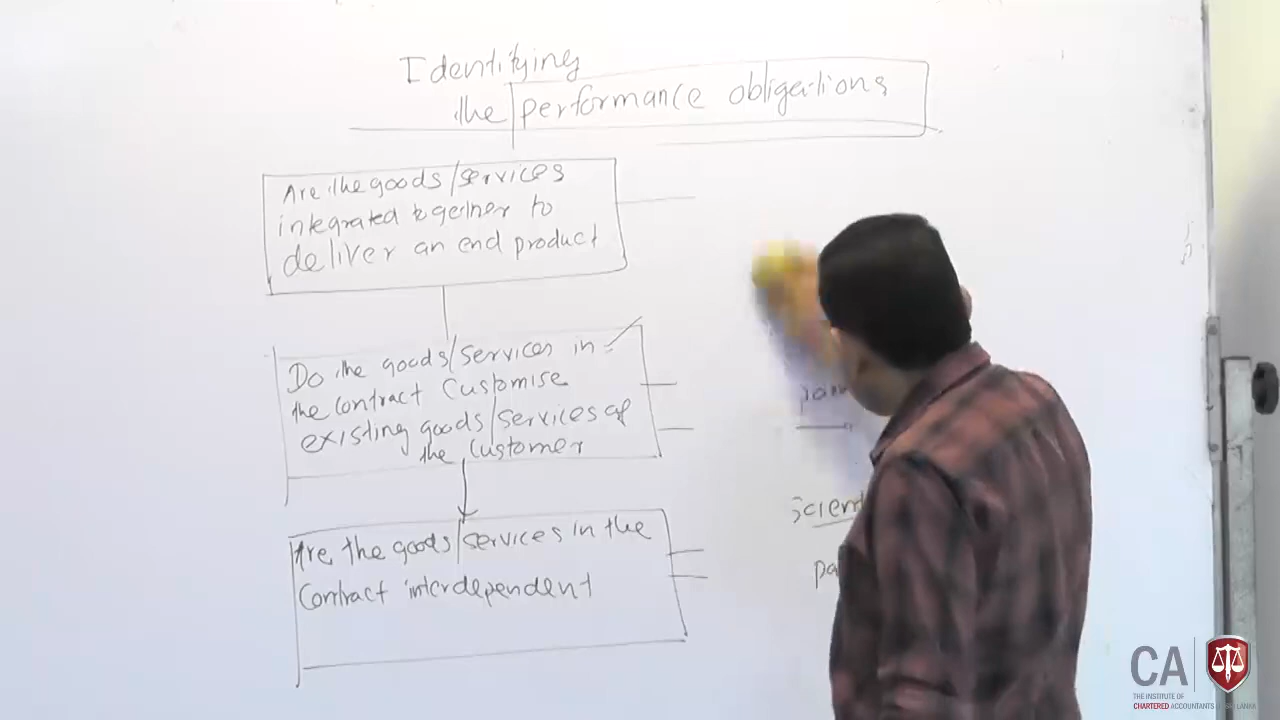 Identifying
the performance obligations
Are the goods/services
integrated together to
deliver an end product
Do the goods/services in
the contract customise
existing goods/services of
the customer
Are the goods/services in the
contract interdependent
CA
THE INSTITUTE OF
CHARTERED ACCOUNTANTS OF SRI LANKA